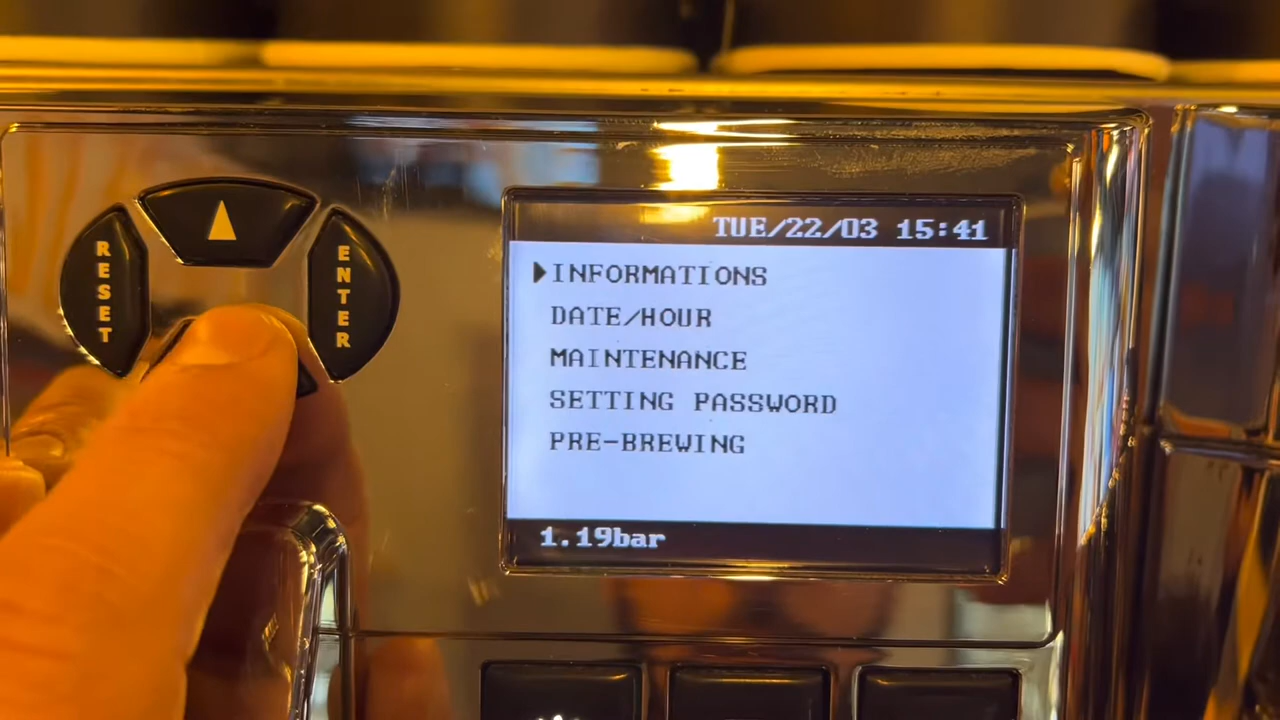 RESET
ENTER
TUE/22/03 15:41
INFORMATIONS
DATE/HOUR
MAINTENANCE
SETTING PASSWORD
PRE-BREWING
1.19bar